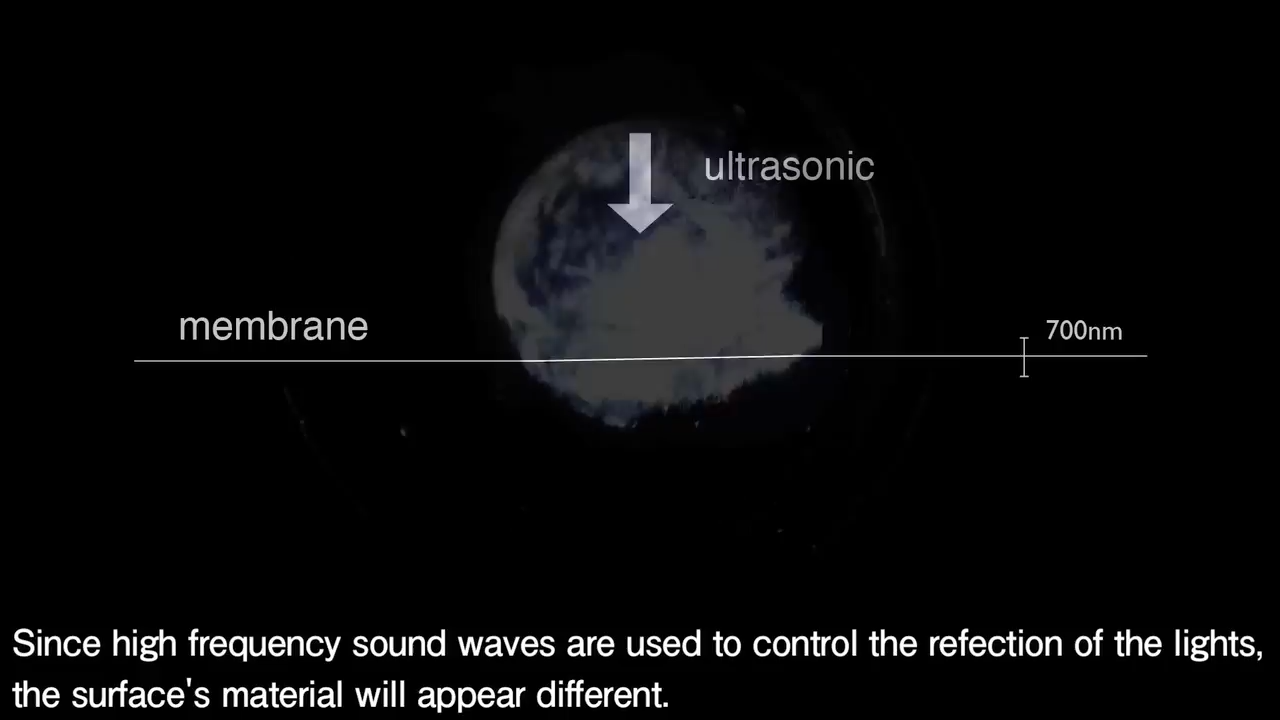 ultrasonic
membrane
700nm
Since high frequency sound waves are used to control the refection of the lights,
the surface's material will appear different.